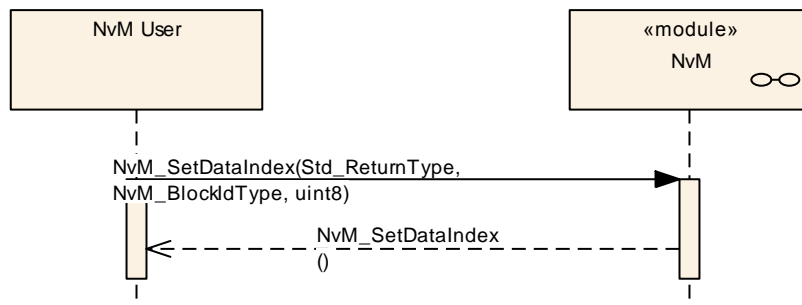 NvM User
«module»
NvM
NvM_SetDataIndex(Std_ReturnType,
NvM_BlockIdType, uint8)
NvM_SetDataIndex
()